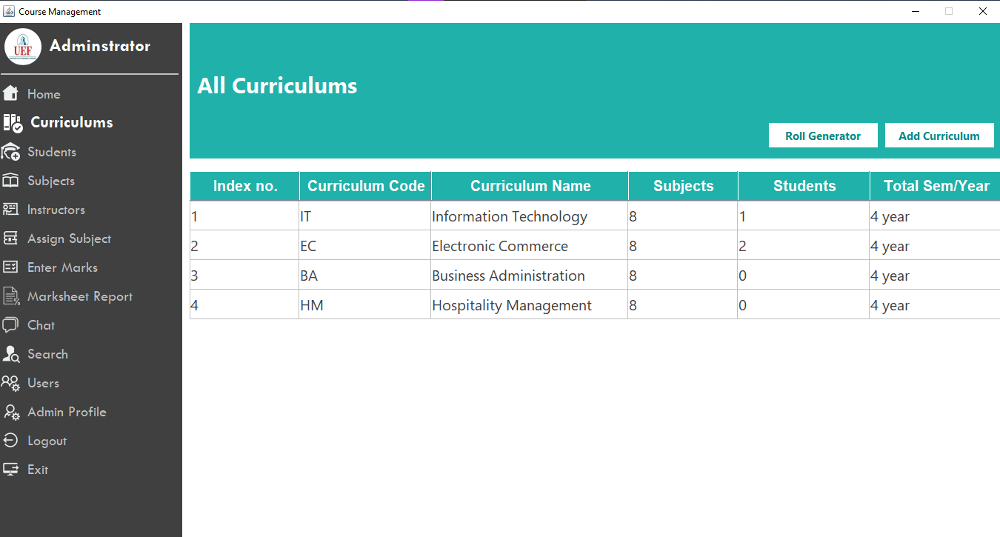 Course Management
UEF
Adminstrator
Home
Curriculums
Students
Subjects
Instructors
Assign Subject
Enter Marks
Marksheet Report
Chat
Search
Users
Admin Profile
Logout
Exit
All Curriculums
Roll Generator Add Curriculum
Index no. Curriculum Code Curriculum Name Subjects Students Total Sem/Year
1 IT Information Technology 8 1 4 year
2 EC Electronic Commerce 8 2 4 year
3 BA Business Administration 8 0 4 year
4 HM Hospitality Management 8 0 4 year